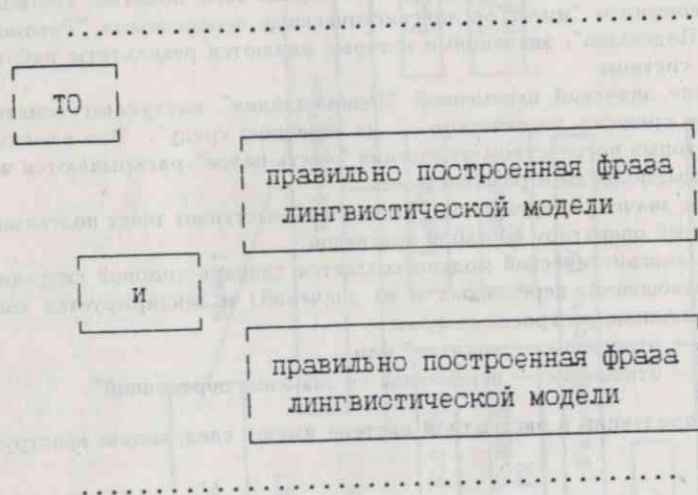 ТО
правильно построенная фраза
лингвистической модели
И
правильно построенная фраза
лингвистической модели